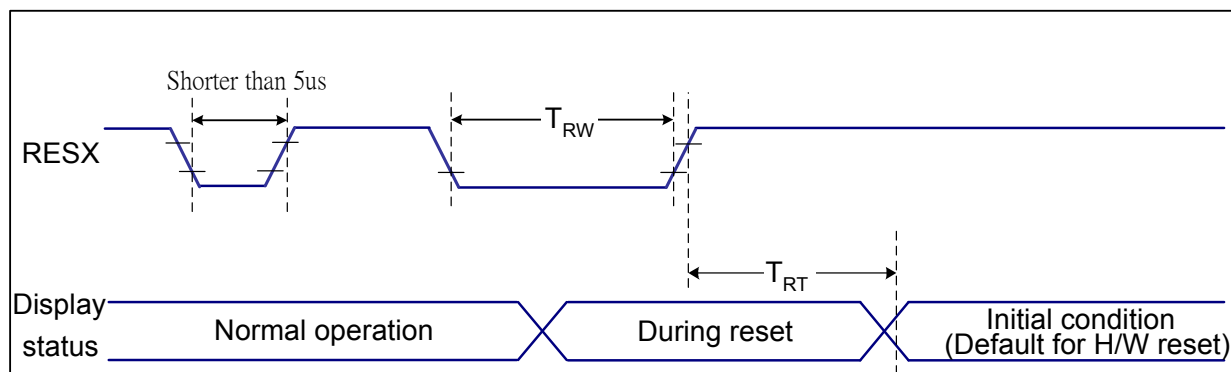 Shorter than 5us
RESX
TRW
TRT
Display
status
Normal operation
During reset
Initial condition
(Default for H/W reset)